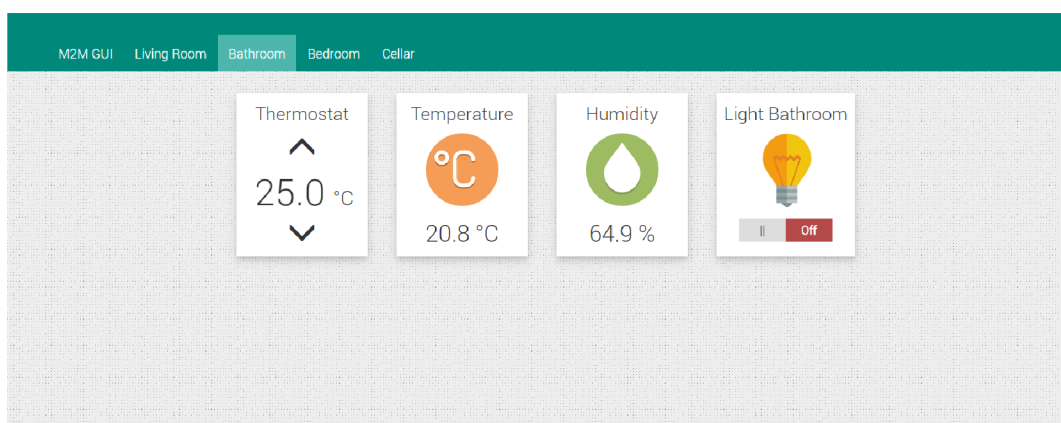 M2M GUI Living Room Bathroom Bedroom Cellar
Thermostat
25.0 °C
Temperature
°C
20.8 °C
Humidity
64.9 %
Light Bathroom
|| Off